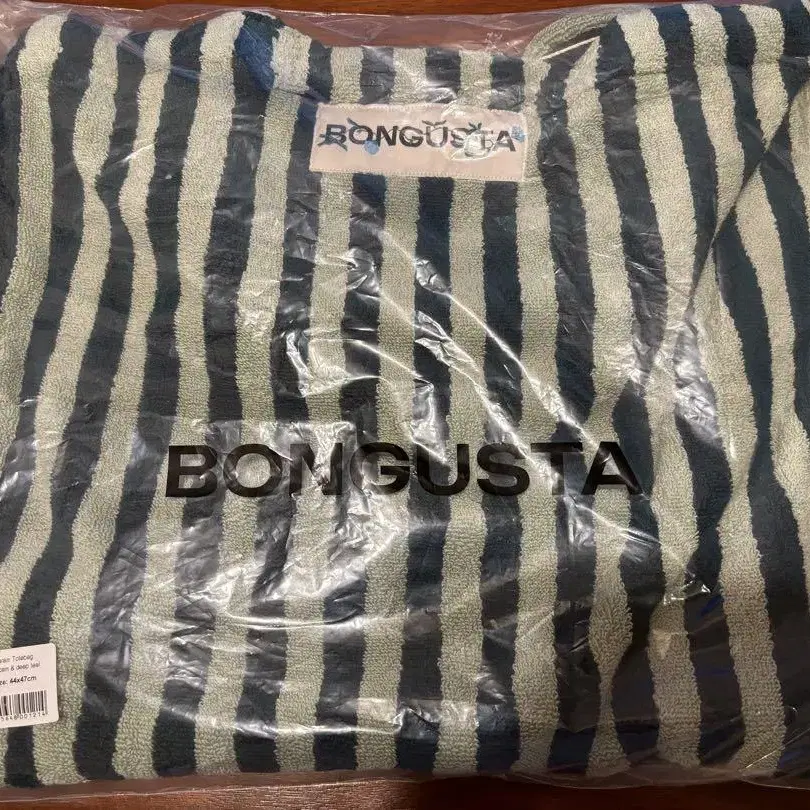 BONGUSTA
BONGUSTA
Totebag
& deep teal
44x47cm